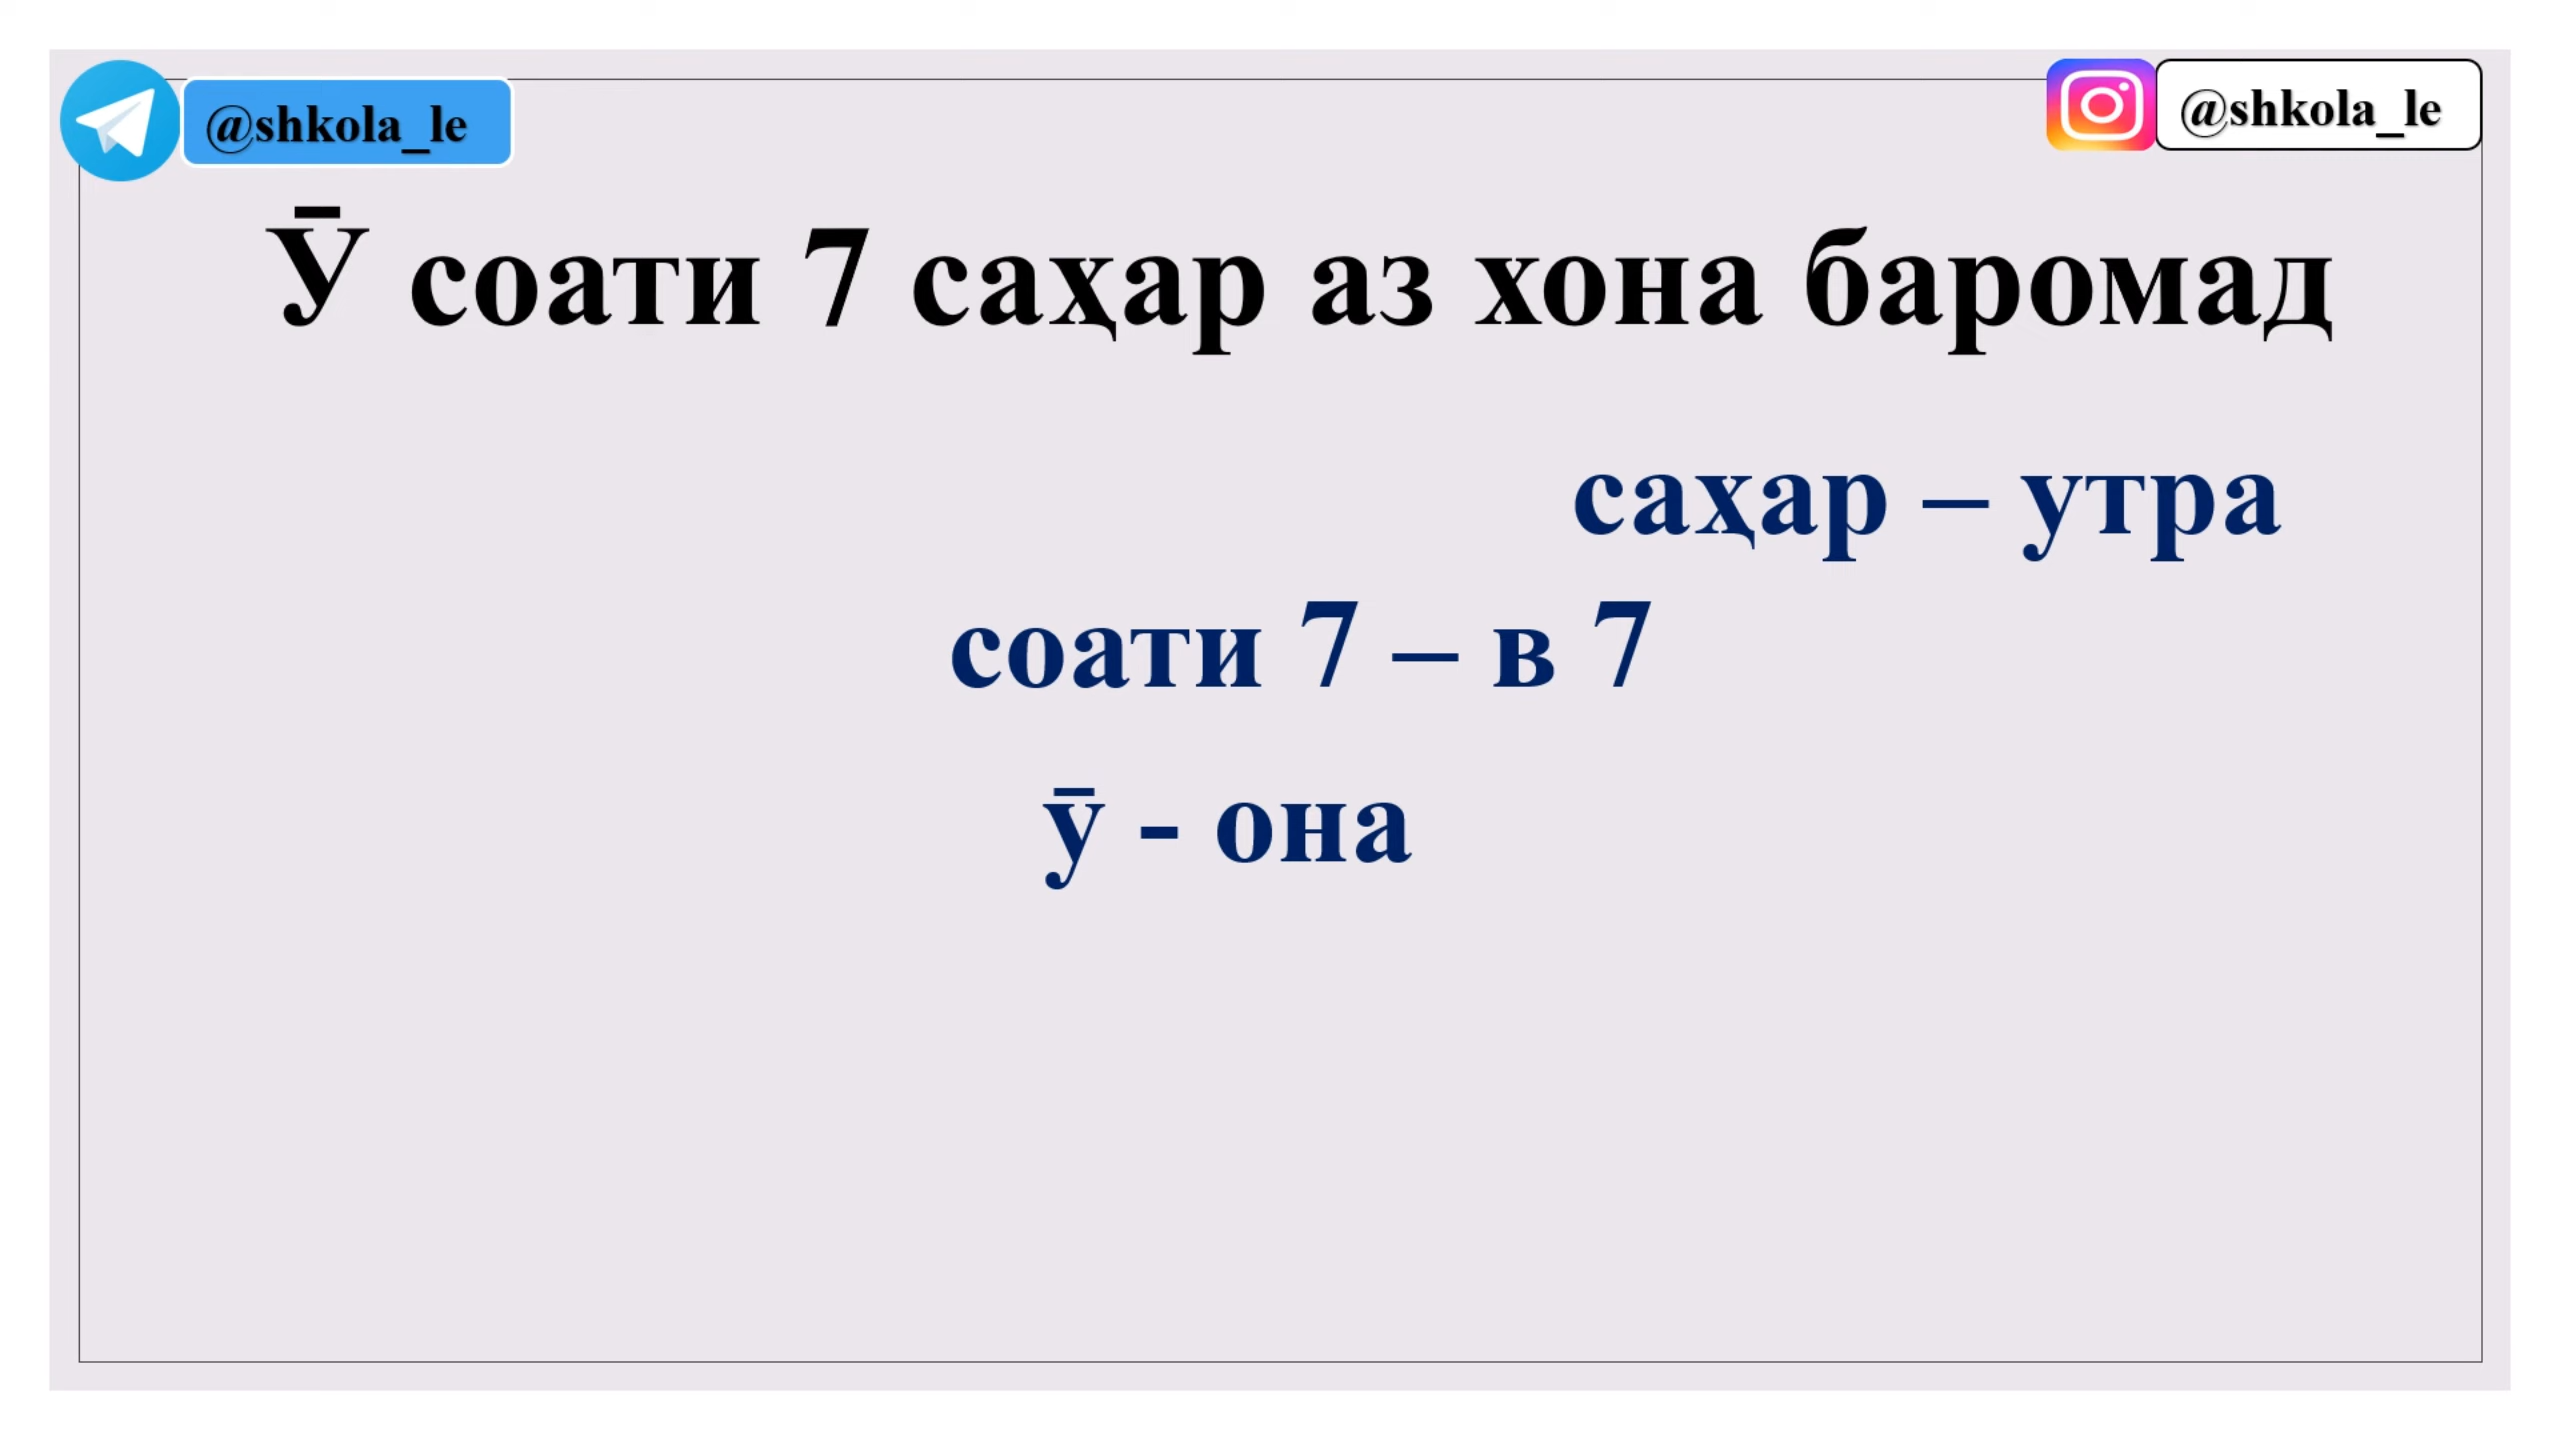 @shkola_le
@shkola_le
Ӯ соати 7 саҳар аз хона баромад
саҳар – утра
соати 7 – в 7
ӯ - она